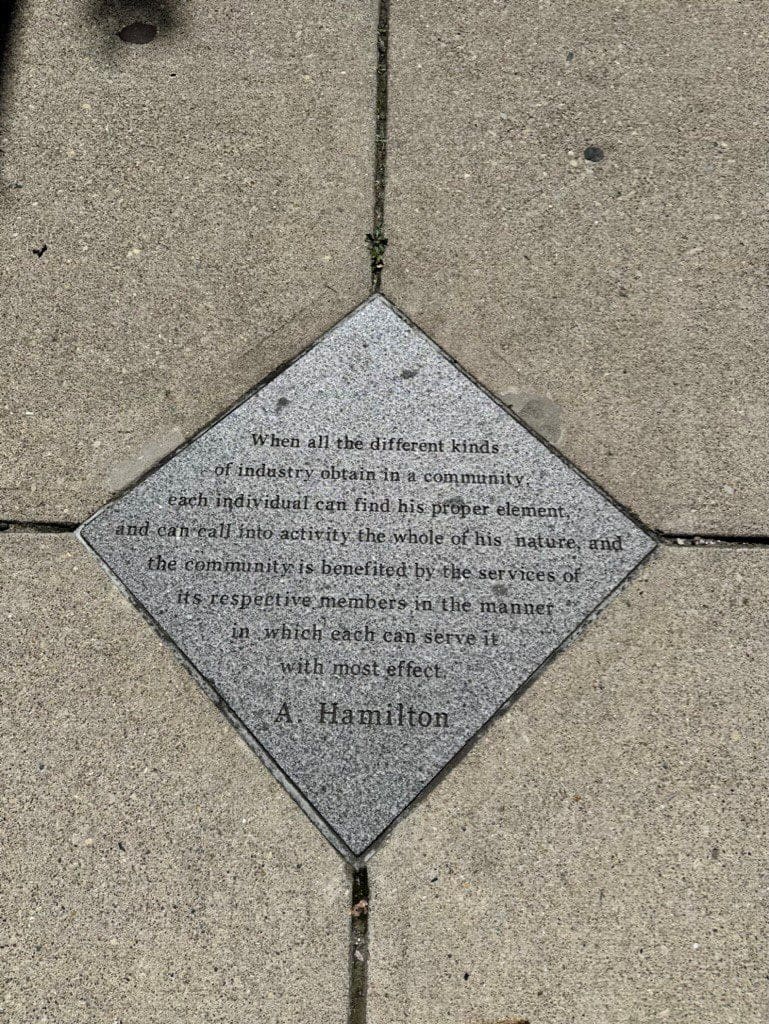 When all the different kinds
of industry obtain in a community,
each individual can find his proper element,
and can call into activity the whole of his nature, and
the community is benefited by the services of
its respective members in the manner
in which each can serve it
with most effect.
A. Hamilton